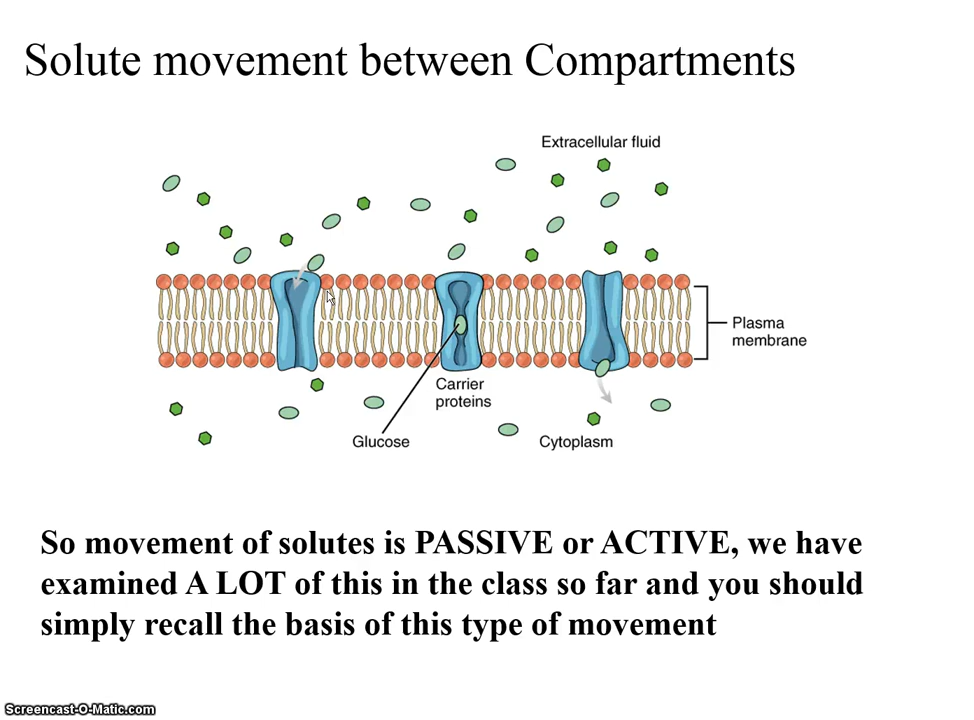 Solute movement between Compartments
Extracellular fluid
Plasma
membrane
Carrier
proteins
Glucose
Cytoplasm
So movement of solutes is PASSIVE or ACTIVE, we have
examined A LOT of this in the class so far and you should
simply recall the basis of this type of movement
Screencast-O-Matic.com